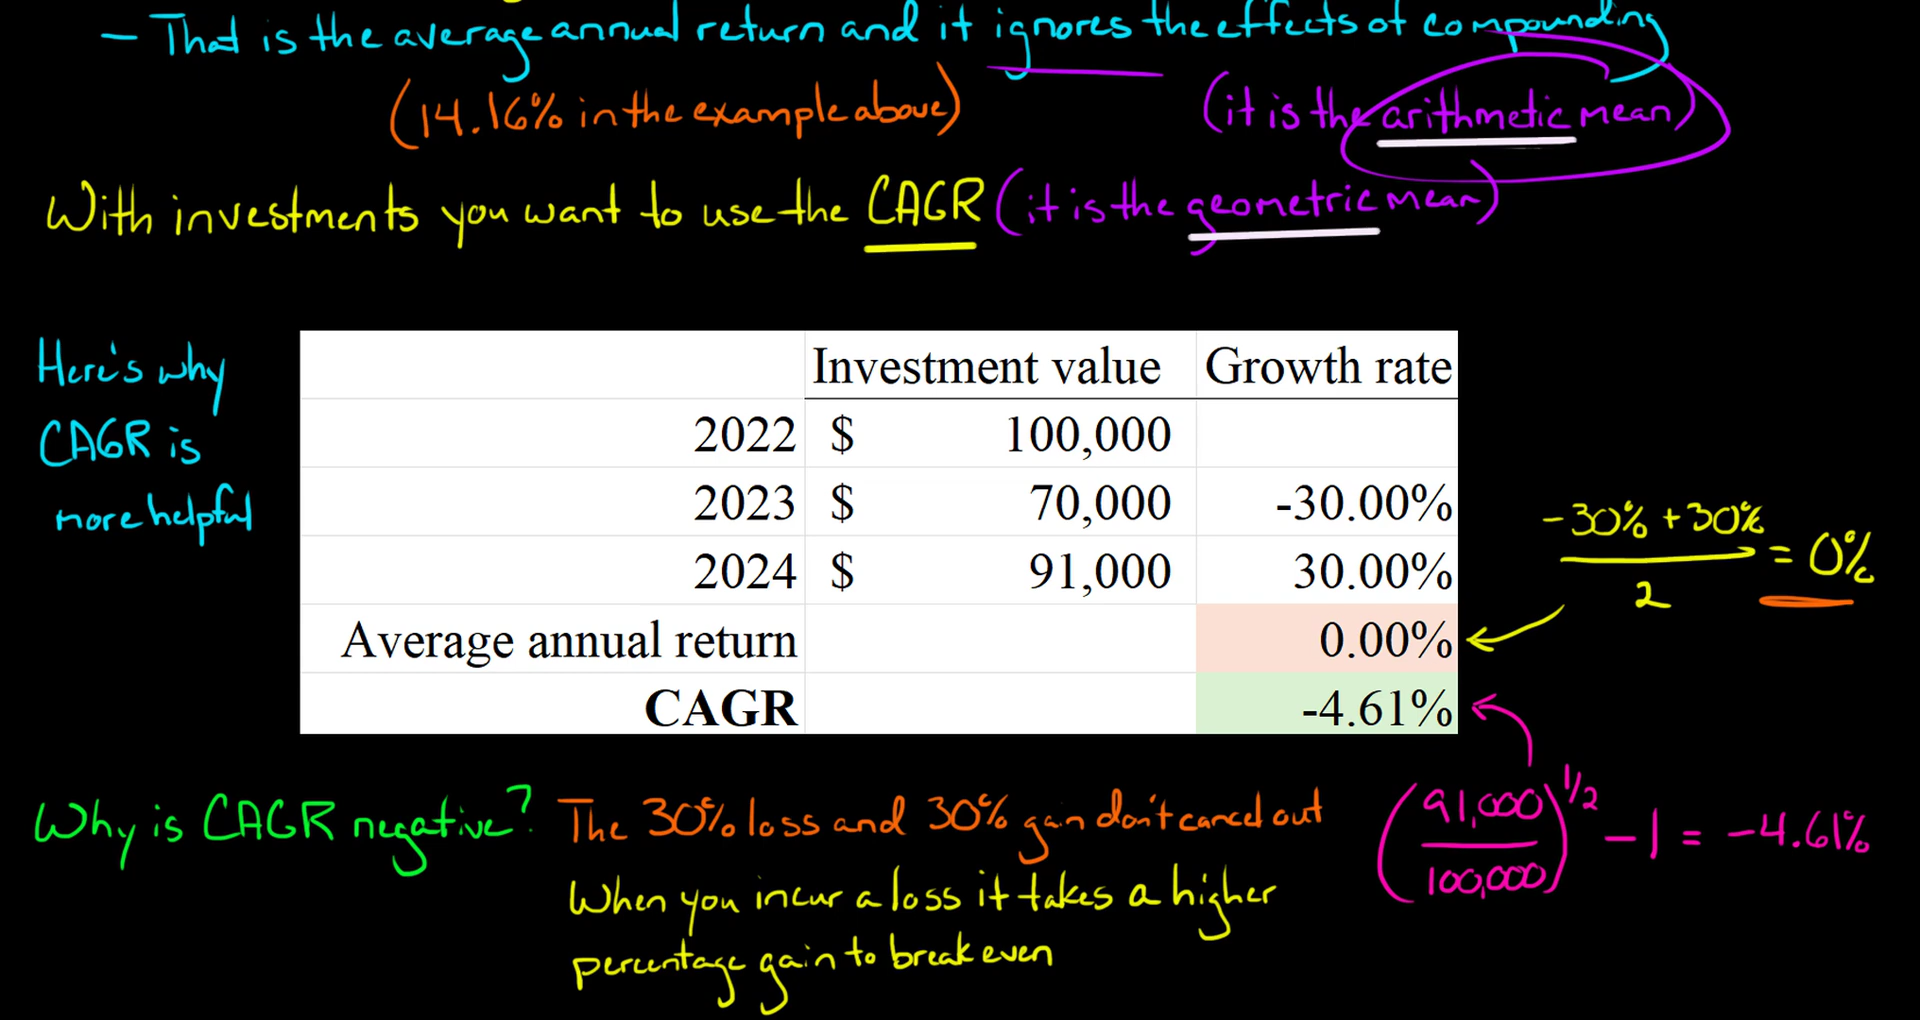 – That is the average annual return and it ignores the effects of compounding
(14.16% in the example above) (it is the arithmetic mean)
With investments you want to use the CAGR (it is the geometric mean)
Here's why
CAGR is
more helpful
Investment value Growth rate
2022 $ 100,000
2023 $ 70,000 -30.00%
2024 $ 91,000 30.00%
Average annual return 0.00%
CAGR -4.61%
-30% + 30%
2
= 0%
Why is CAGR negative? The 30% loss and 30% gain don't cancel out
When you incur a loss it takes a higher
percentage gain to break even
(91,000/100,000)^1/2 - 1 = -4.61%